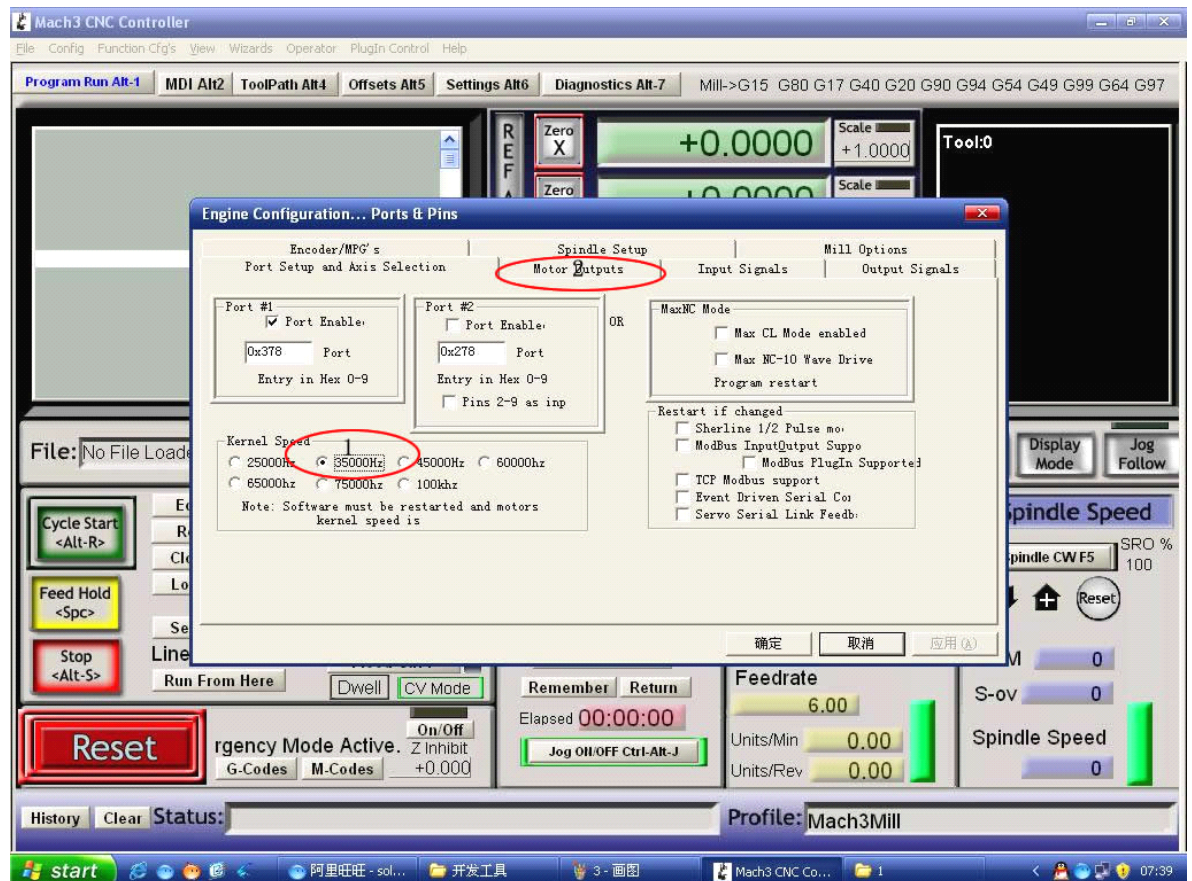 Mach3 CNC Controller
File Config Function Cfg's View Wizards Operator PlugIn Control Help
Program Run Alt-1 MDI Alt2 ToolPath Alt4 Offsets Alt5 Settings Alt6 Diagnostics Alt-7 Mill->G15 G80 G17 G40 G20 G90 G94 G54 G49 G99 G64 G97
REF
Zero X +0.0000 Scale +1.0000
Tool:0
Zero Scale
Engine Configuration... Ports & Pins
Encoder/MPG's Spindle Setup Mill Options
Port Setup and Axis Selection Motor Outputs Input Signals Output Signals
2
Port #1
Port Enable
0x378 Port
Entry in Hex 0-9
Port #2
Port Enable
0x278 Port
Entry in Hex 0-9
Pins 2-9 as inp
OR
MaxNC Mode
Max CL Mode enabled
Max NC-10 Wave Drive
Program restart
Restart if changed
Sherline 1/2 Pulse mo
ModBus InputOutput Suppo
ModBus PlugIn Supported
TCP Modbus support
Event Driven Serial Co
Servo Serial Link Feedb
Kernel Speed
1
25000Hz 35000Hz 45000Hz 60000hz
65000hz 75000hz 100khz
Note: Software must be restarted and motors
kernel speed is
确定 取消 应用(A)
File: No File Loade
Display Mode
Jog Follow
Cycle Start <Alt-R>
Feed Hold <Spc>
Stop <Alt-S>
Ed
Re
Clo
Lo
Se
Line
Run From Here
Dwell CV Mode
Remember Return
Elapsed 00:00:00
Jog ON/OFF Ctrl-Alt-J
Reset
rgency Mode Active.
G-Codes M-Codes
On/Off
Z Inhibit
+0.000
Feedrate
6.00
Units/Min 0.00
Units/Rev 0.00
pindle Speed
pindle CW F5
SRO %
100
Reset
M 0
S-ov 0
Spindle Speed
0
History Clear Status:
Profile: Mach3Mill
start 阿里旺旺 - sol... 开发工具 3 - 画图 Mach3 CNC Co... 1 07:39